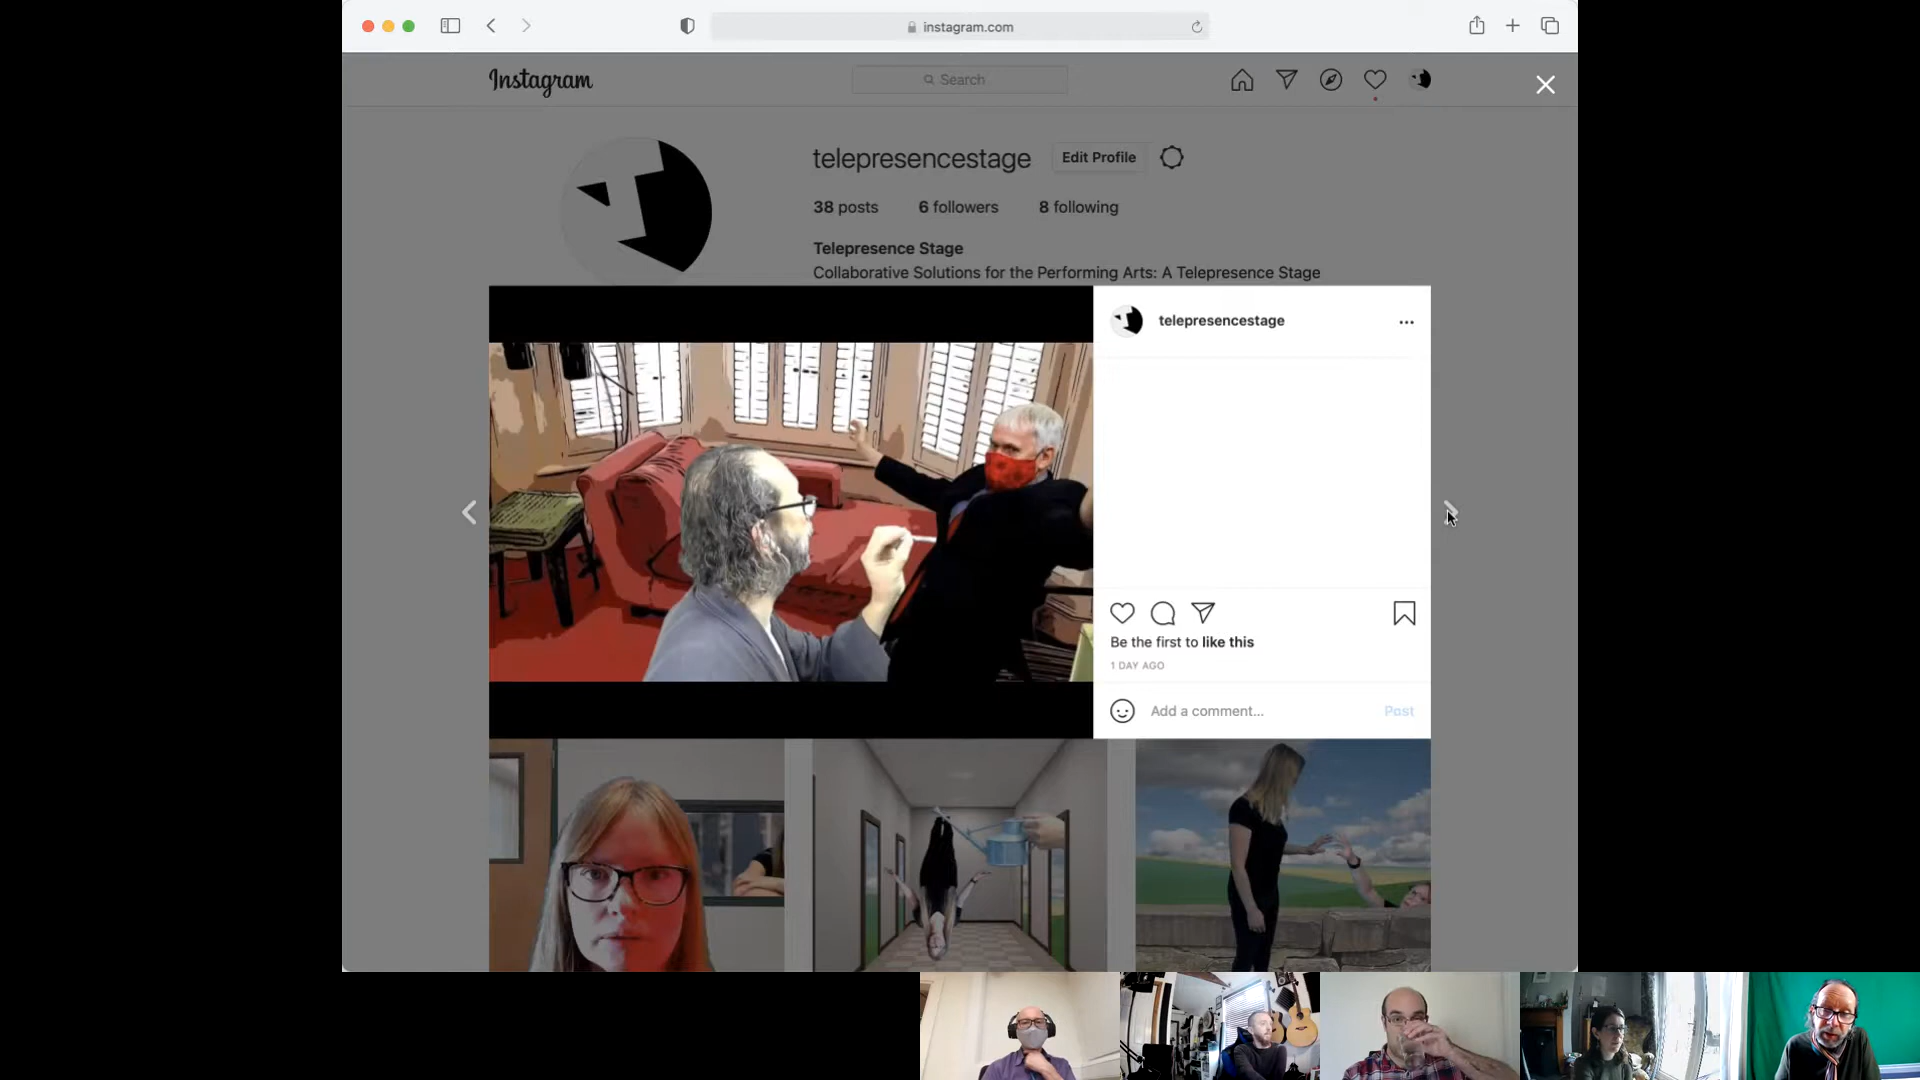 instagram.com
Instagram
Search
telepresencestage
Edit Profile
38 posts
6 followers
8 following
Telepresence Stage
Collaborative Solutions for the Performing Arts: A Telepresence Stage
telepresencestage
Be the first to like this
1 DAY AGO
Add a comment...
Post